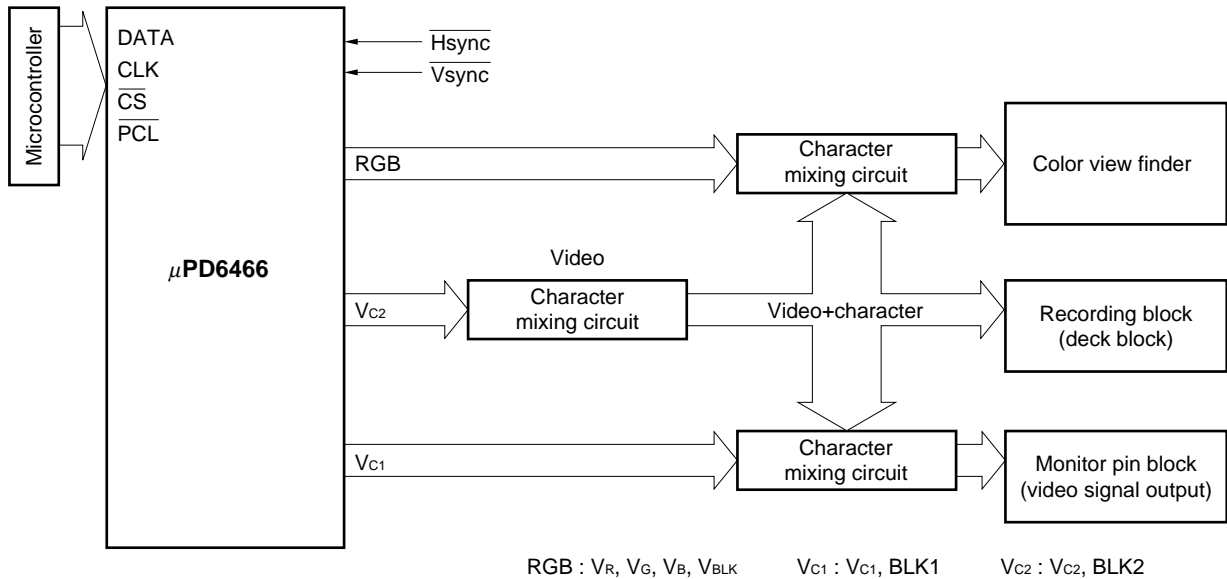 Microcontroller
DATA
CLK
CS
PCL
Hsync
Vsync
RGB
Character
mixing circuit
Color view finder
μPD6466
Video
VC2
Character
mixing circuit
Video+character
Recording block
(deck block)
VC1
Character
mixing circuit
Monitor pin block
(video signal output)
RGB : VR, VG, VB, VBLK VC1 : VC1, BLK1 VC2 : VC2, BLK2